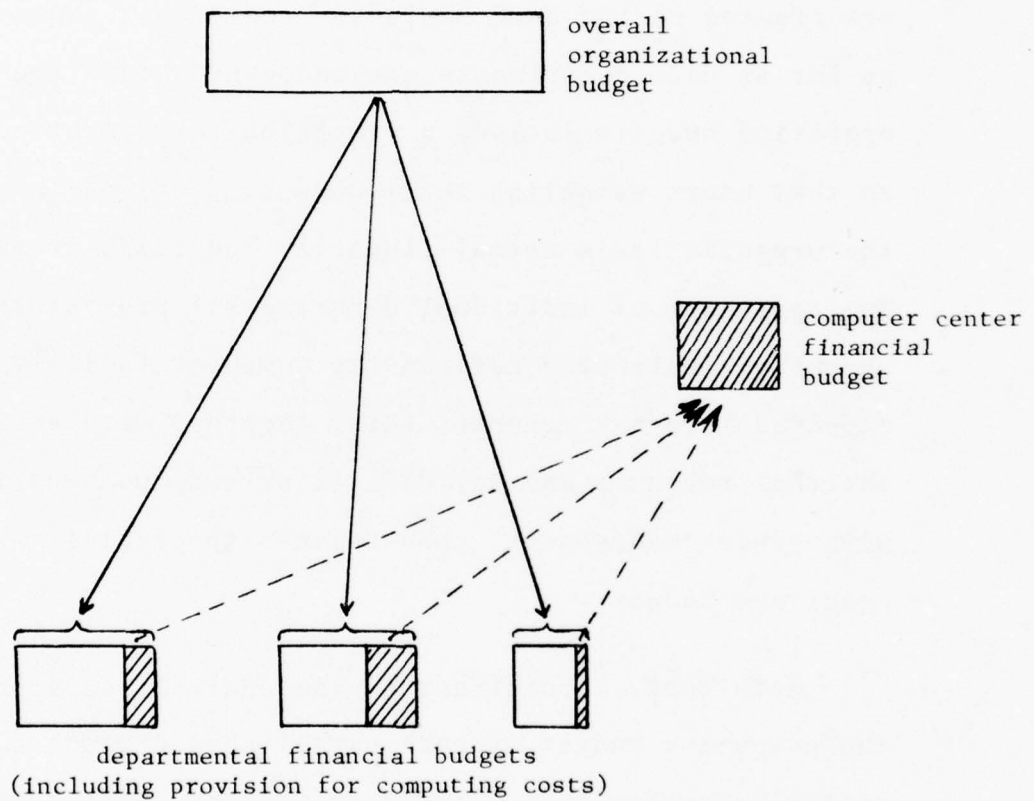 overall
organizational
budget
computer center
financial
budget
departmental financial budgets
(including provision for computing costs)